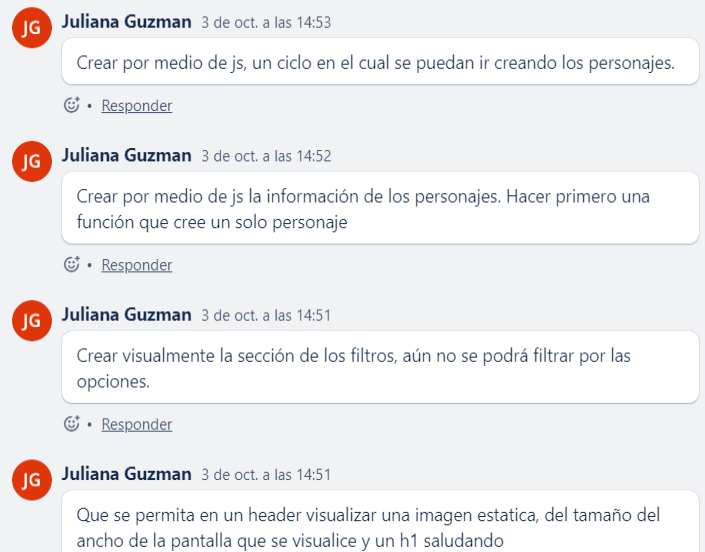 JG
Juliana Guzman 3 de oct. a las 14:53
Crear por medio de js, un ciclo en el cual se puedan ir creando los personajes.
• Responder
JG
Juliana Guzman 3 de oct. a las 14:52
Crear por medio de js la información de los personajes. Hacer primero una
función que cree un solo personaje
• Responder
JG
Juliana Guzman 3 de oct. a las 14:51
Crear visualmente la sección de los filtros, aún no se podrá filtrar por las
opciones.
• Responder
JG
Juliana Guzman 3 de oct. a las 14:51
Que se permita en un header visualizar una imagen estatica, del tamaño del
ancho de la pantalla que se visualice y un h1 saludando